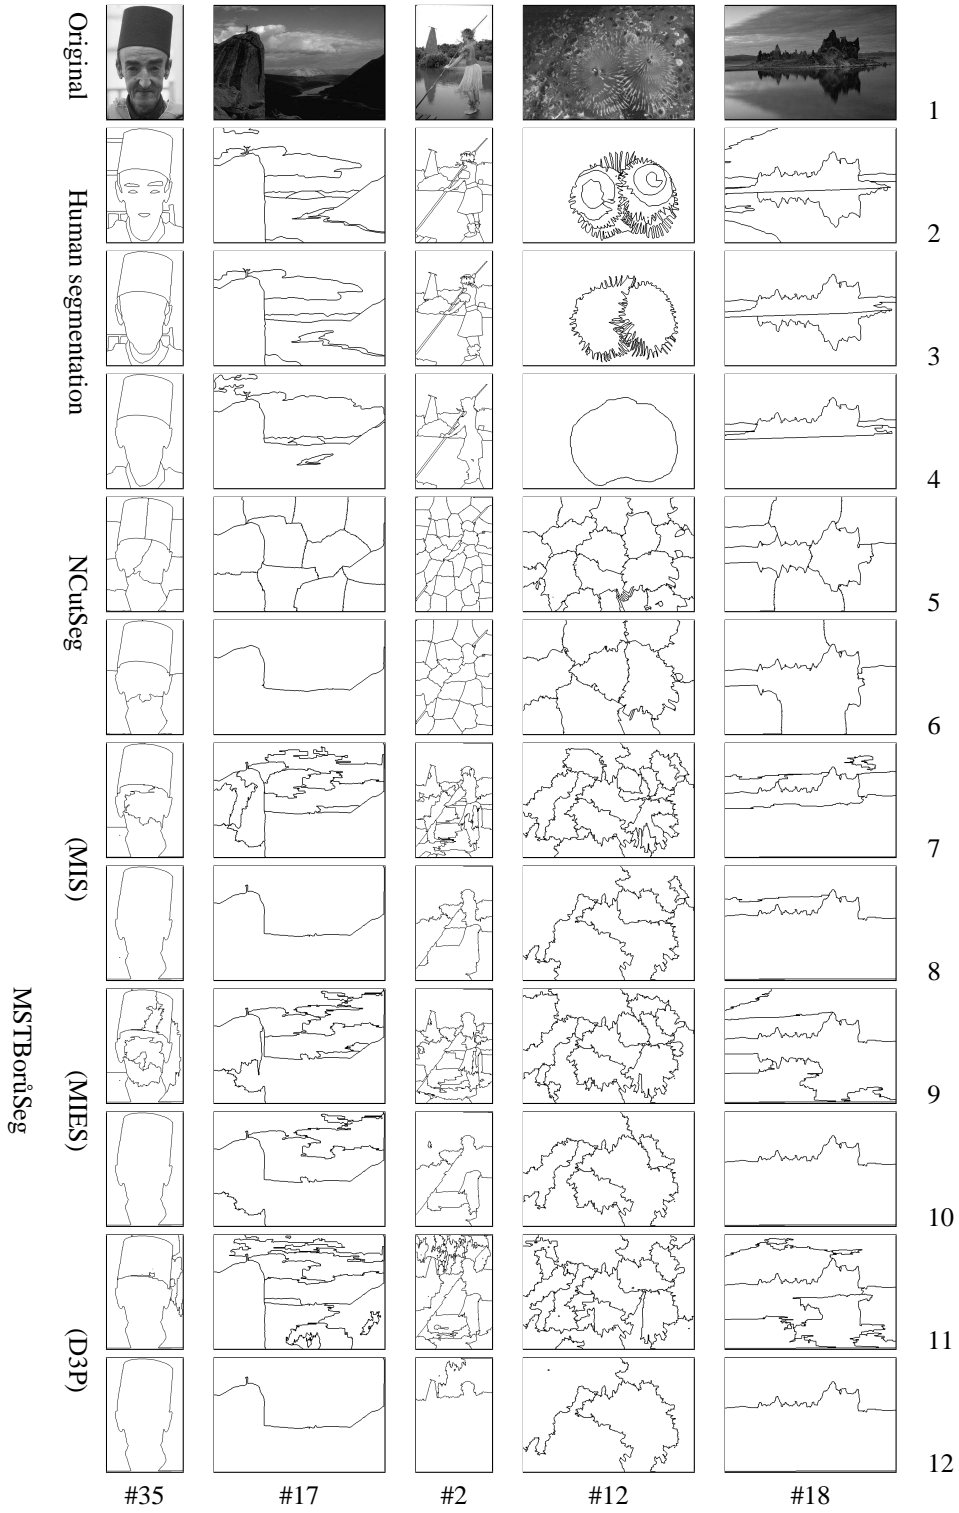 Original
1
Human segmentation
2
3
4
NCutSeg
5
6
MSTBorůSeg
(MIS)
7
8
(MIES)
9
10
(D3P)
11
12
#35 #17 #2 #12 #18